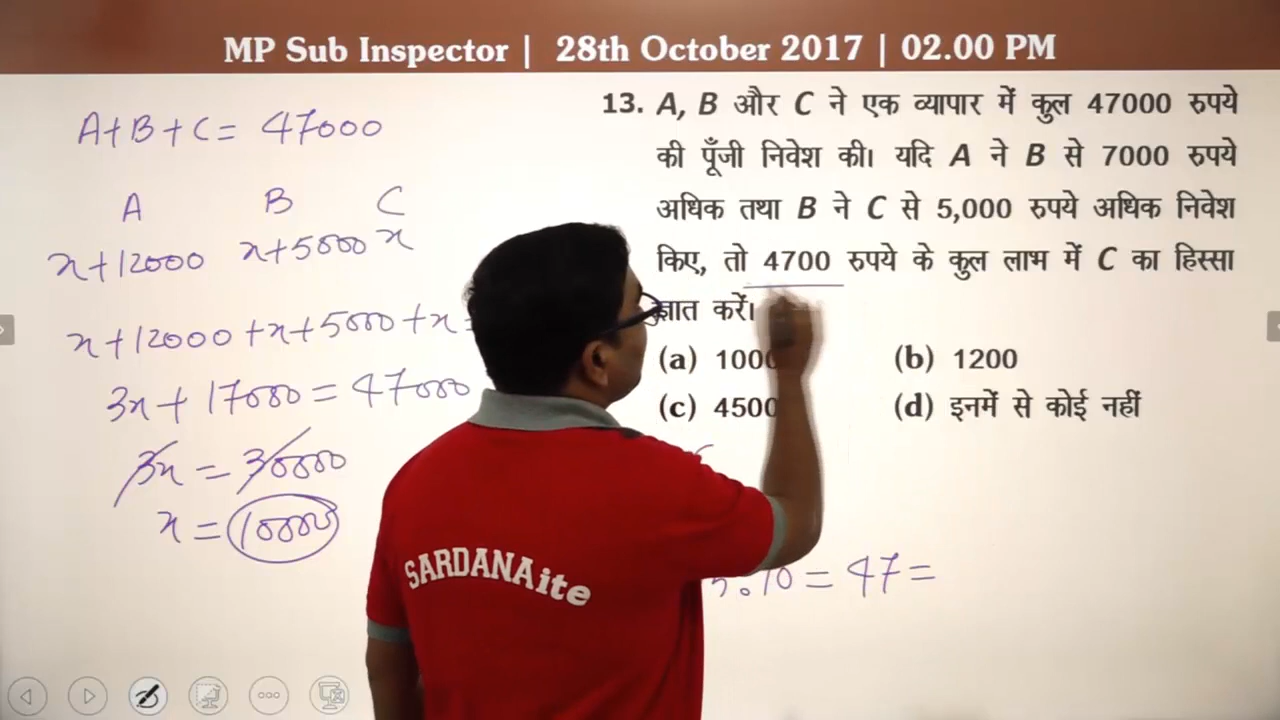 MP Sub Inspector | 28th October 2017 | 02.00 PM
13. A, B और C ने एक व्यापार में कुल 47000 रुपये
की पूँजी निवेश की। यदि A ने B से 7000 रुपये
अधिक तथा B ने C से 5,000 रुपये अधिक निवेश
किए, तो 4700 रुपये के कुल लाभ में C का हिस्सा
ज्ञात करें।
(a) 1000 (b) 1200
(c) 4500 (d) इनमें से कोई नहीं
A+B+C= 47000
A B C
x+12000 x+5000 x
x+12000+x+5000+x=
3x+17000=47000
3x=30000
x=10000
:10=47=
SARDANAite